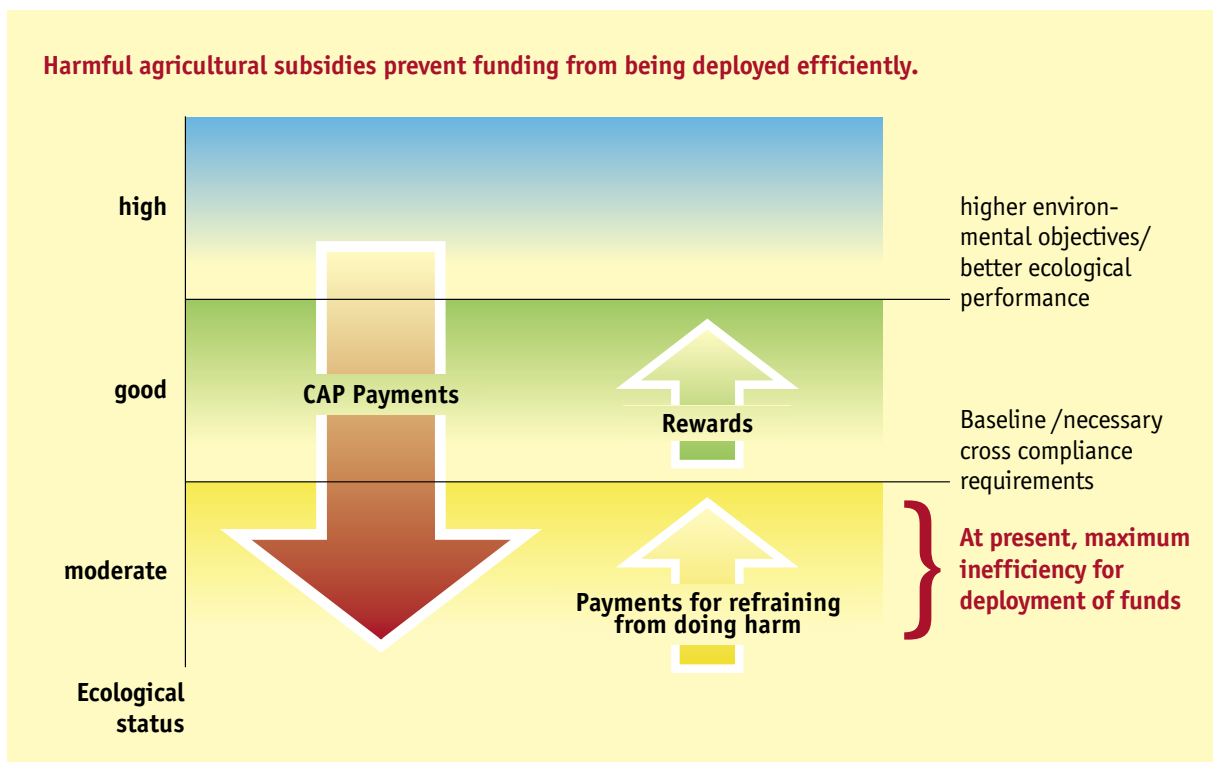 Harmful agricultural subsidies prevent funding from being deployed efficiently.
high
higher environ-
mental objectives/
better ecological
performance
good
CAP Payments
Rewards
Baseline /necessary
cross compliance
requirements
moderate
Payments for refraining
from doing harm
At present, maximum
inefficiency for
deployment of funds
Ecological
status